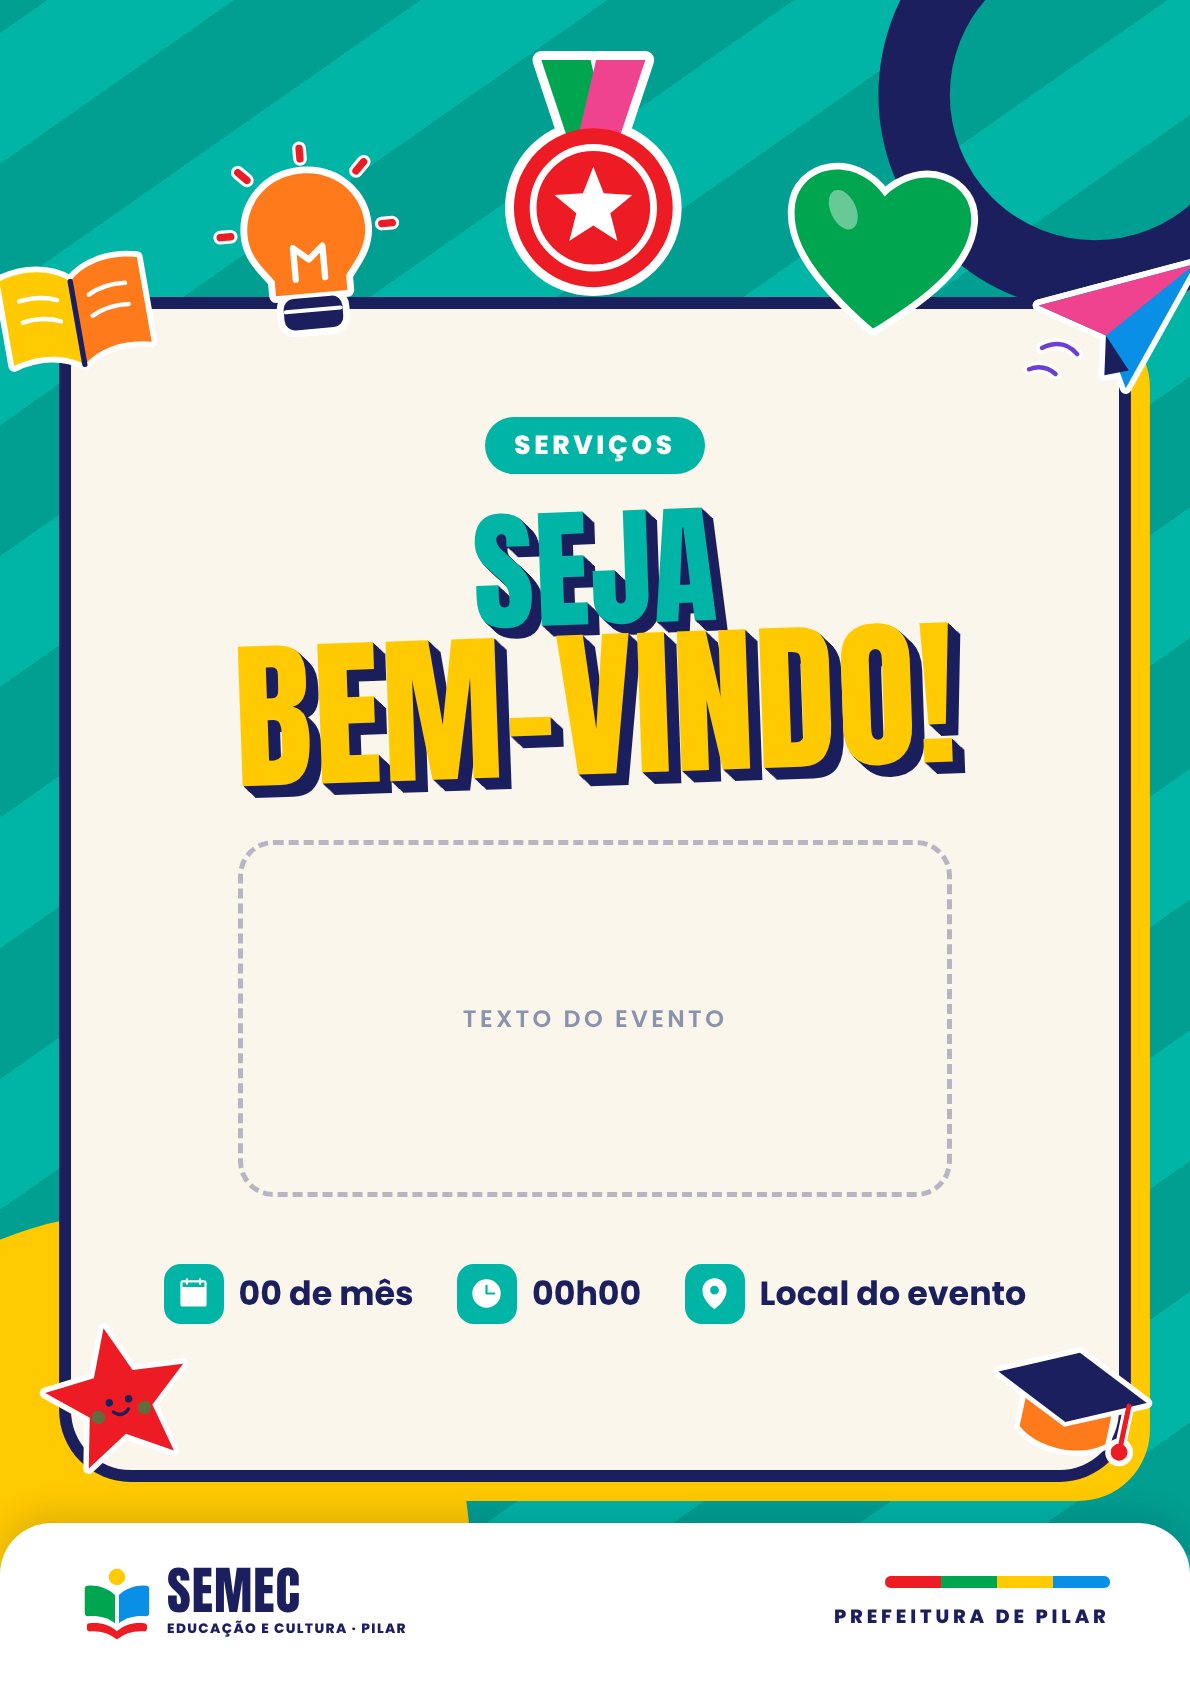 SERVIÇOS
SEJA
BEM-VINDO!
TEXTO DO EVENTO
00 de mês
00h00
Local do evento
SEMEC
EDUCAÇÃO E CULTURA · PILAR
PREFEITURA DE PILAR